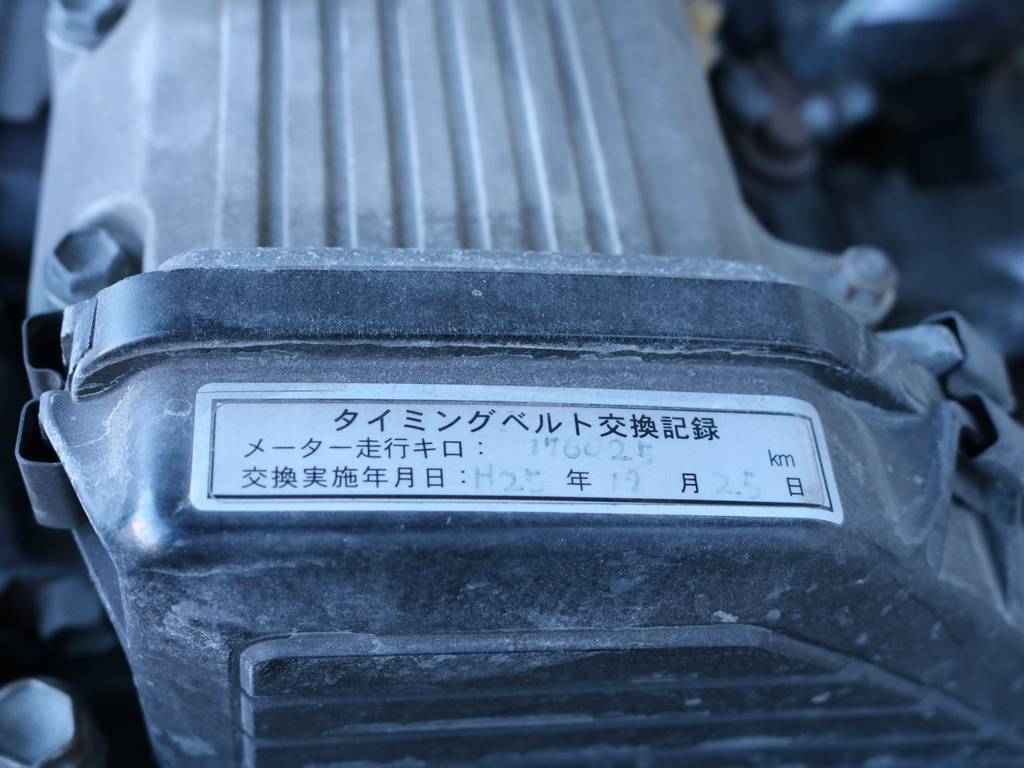 タイミングベルト交換記録
メーター走行キロ： 176025 km
交換実施年月日：H25 年 12 月 25 日